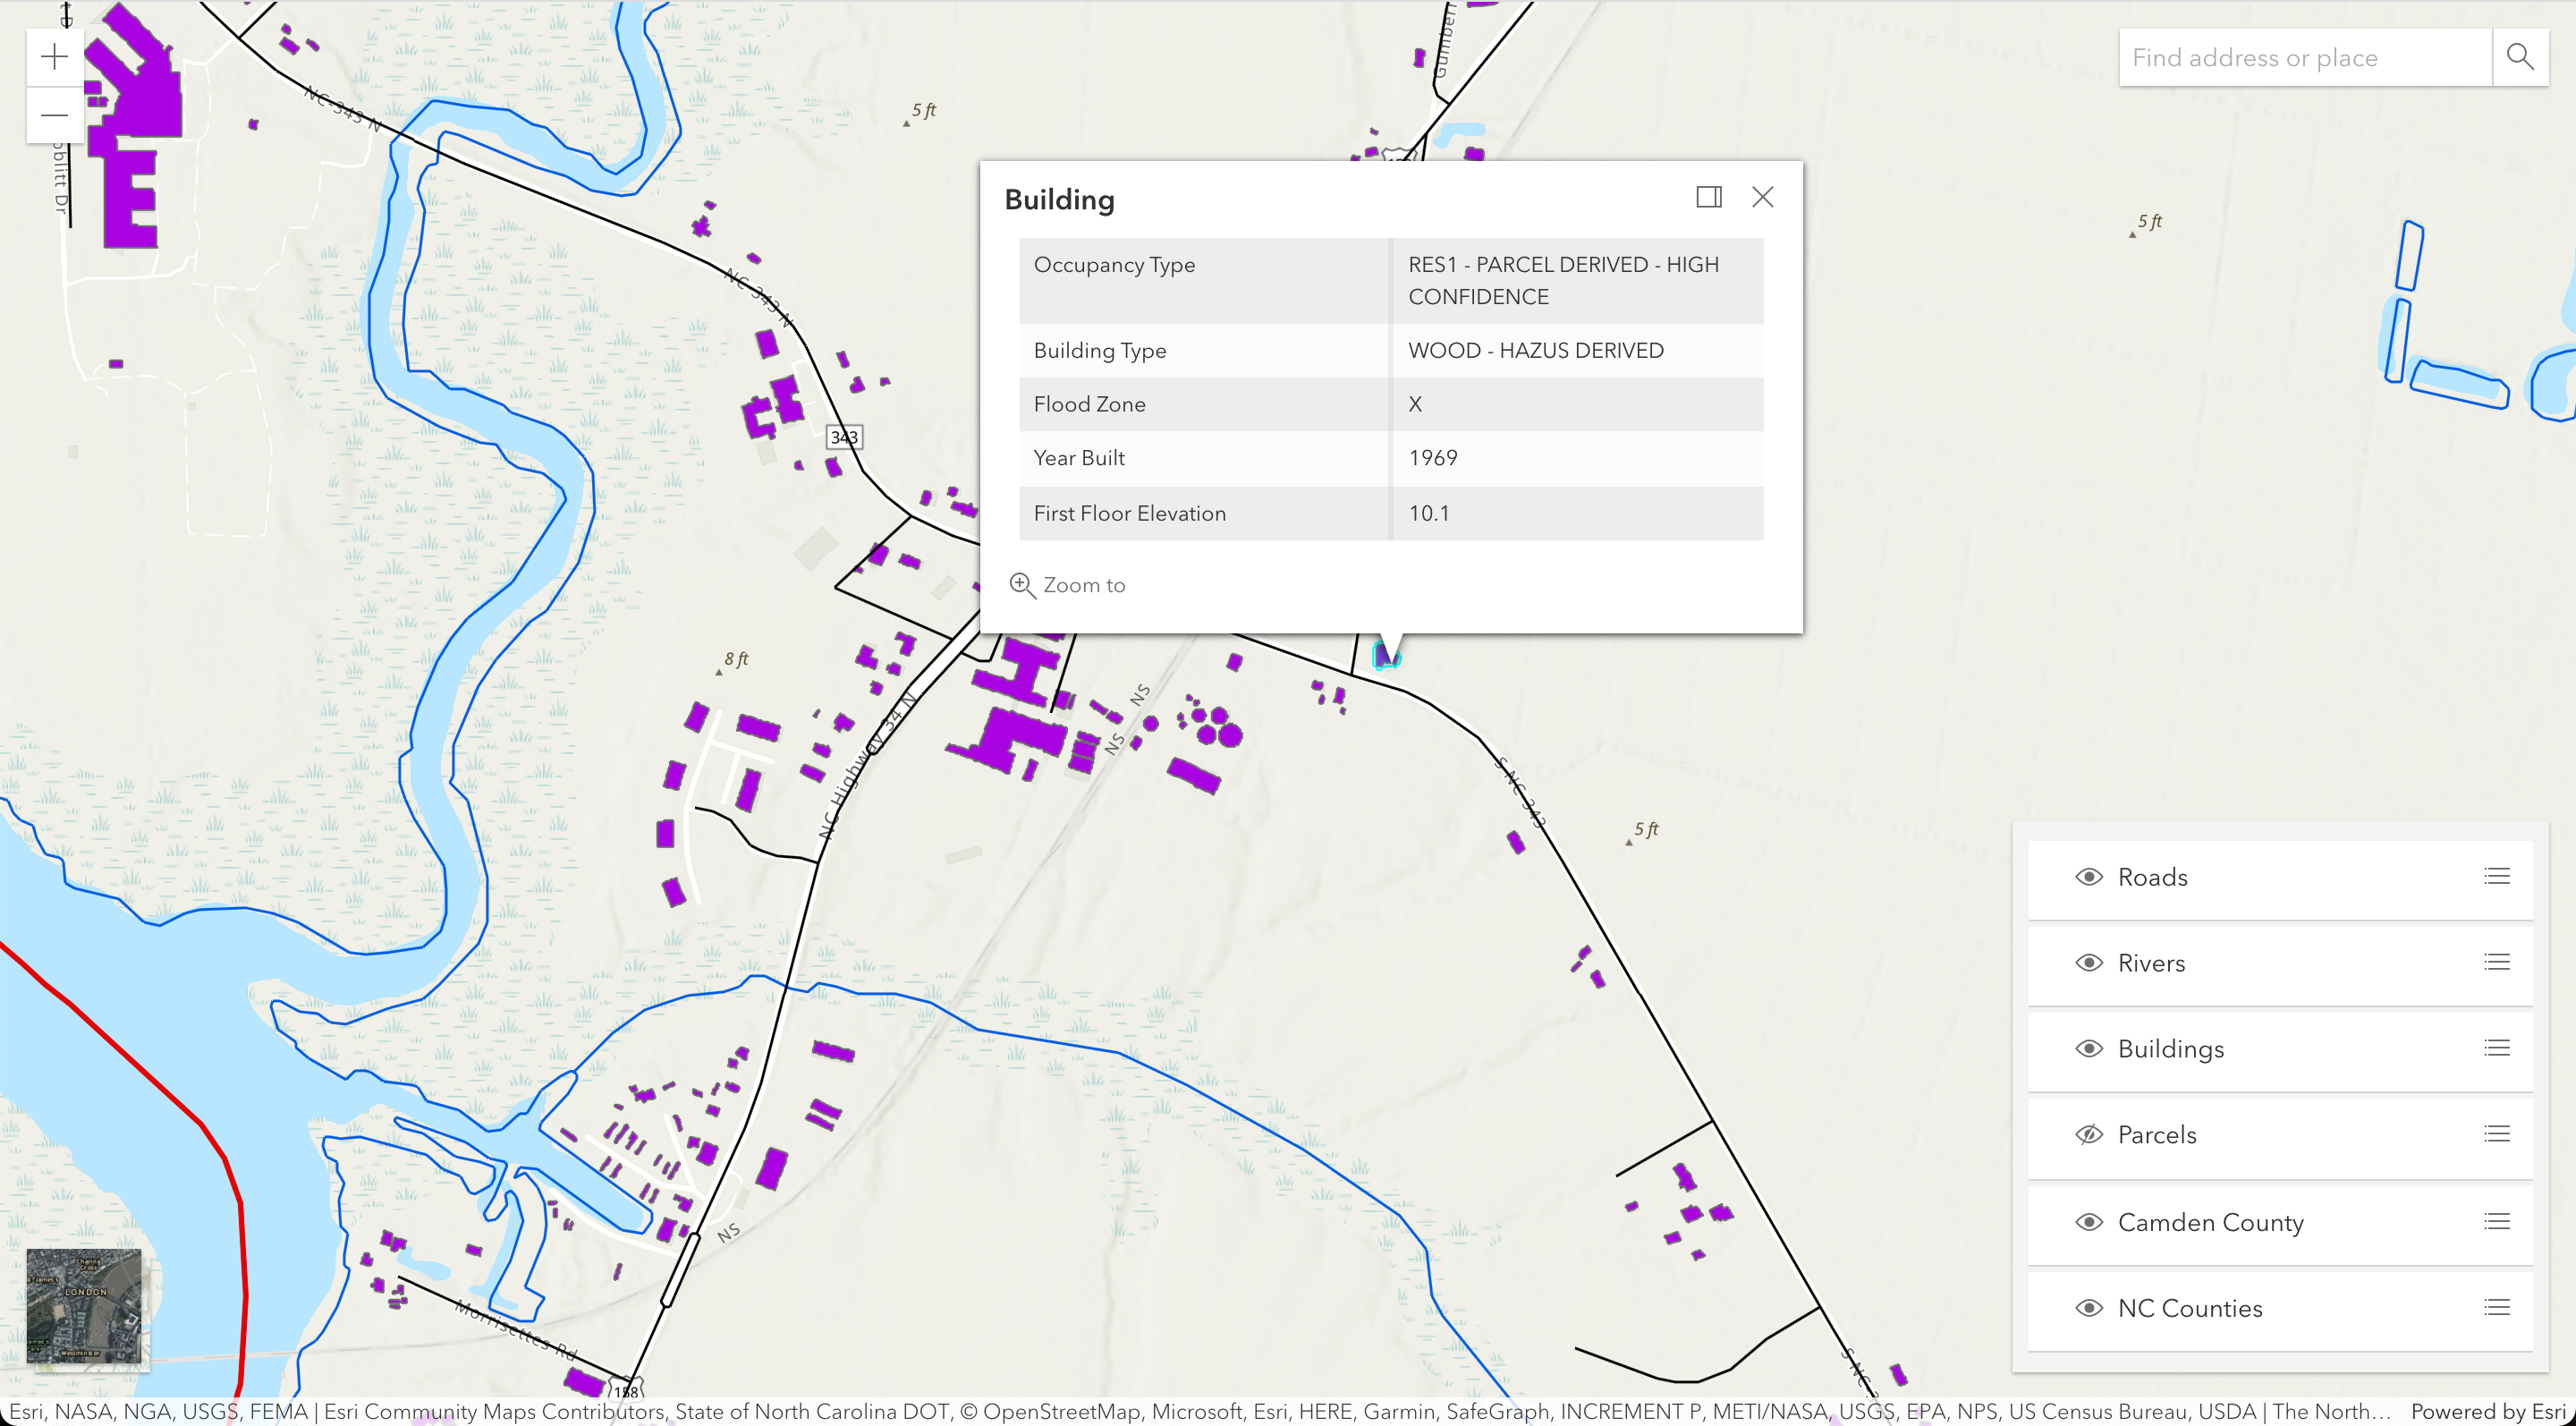 Find address or place
NC-343 N
5 ft
5 ft
Building
Occupancy Type
RES1 - PARCEL DERIVED - HIGH
CONFIDENCE
Building Type
WOOD - HAZUS DERIVED
Flood Zone
X
Year Built
1969
First Floor Elevation
10.1
Zoom to
NC 343 N
343
8 ft
NS
NS
NC Highway 34 N
S NC 343
5 ft
Roads
Rivers
Buildings
Parcels
Camden County
NC Counties
NS
LONDON
Morrisettes Rd
158
Esri, NASA, NGA, USGS, FEMA | Esri Community Maps Contributors, State of North Carolina DOT, © OpenStreetMap, Microsoft, Esri, HERE, Garmin, SafeGraph, INCREMENT P, METI/NASA, USGS, EPA, NPS, US Census Bureau, USDA | The North... Powered by Esri